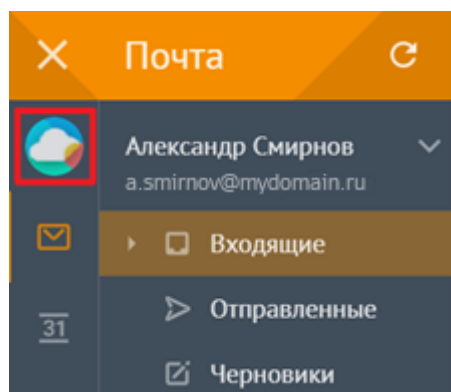 Почта
Александр Смирнов
a.smirnov@mydomain.ru
Входящие
31
Отправленные
Черновики